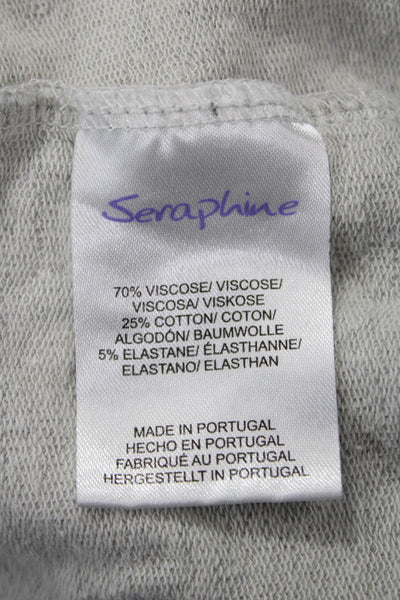 Seraphine
70% VISCOSE/ VISCOSE/
VISCOSA/ VISKOSE
25% COTTON/ COTON/
ALGODÓN/ BAUMWOLLE
5% ELASTANE/ ÉLASTHANNE/
ELASTANO/ ELASTHAN
MADE IN PORTUGAL
HECHO EN PORTUGAL
FABRIQUÉ AU PORTUGAL
HERGESTELLT IN PORTUGAL